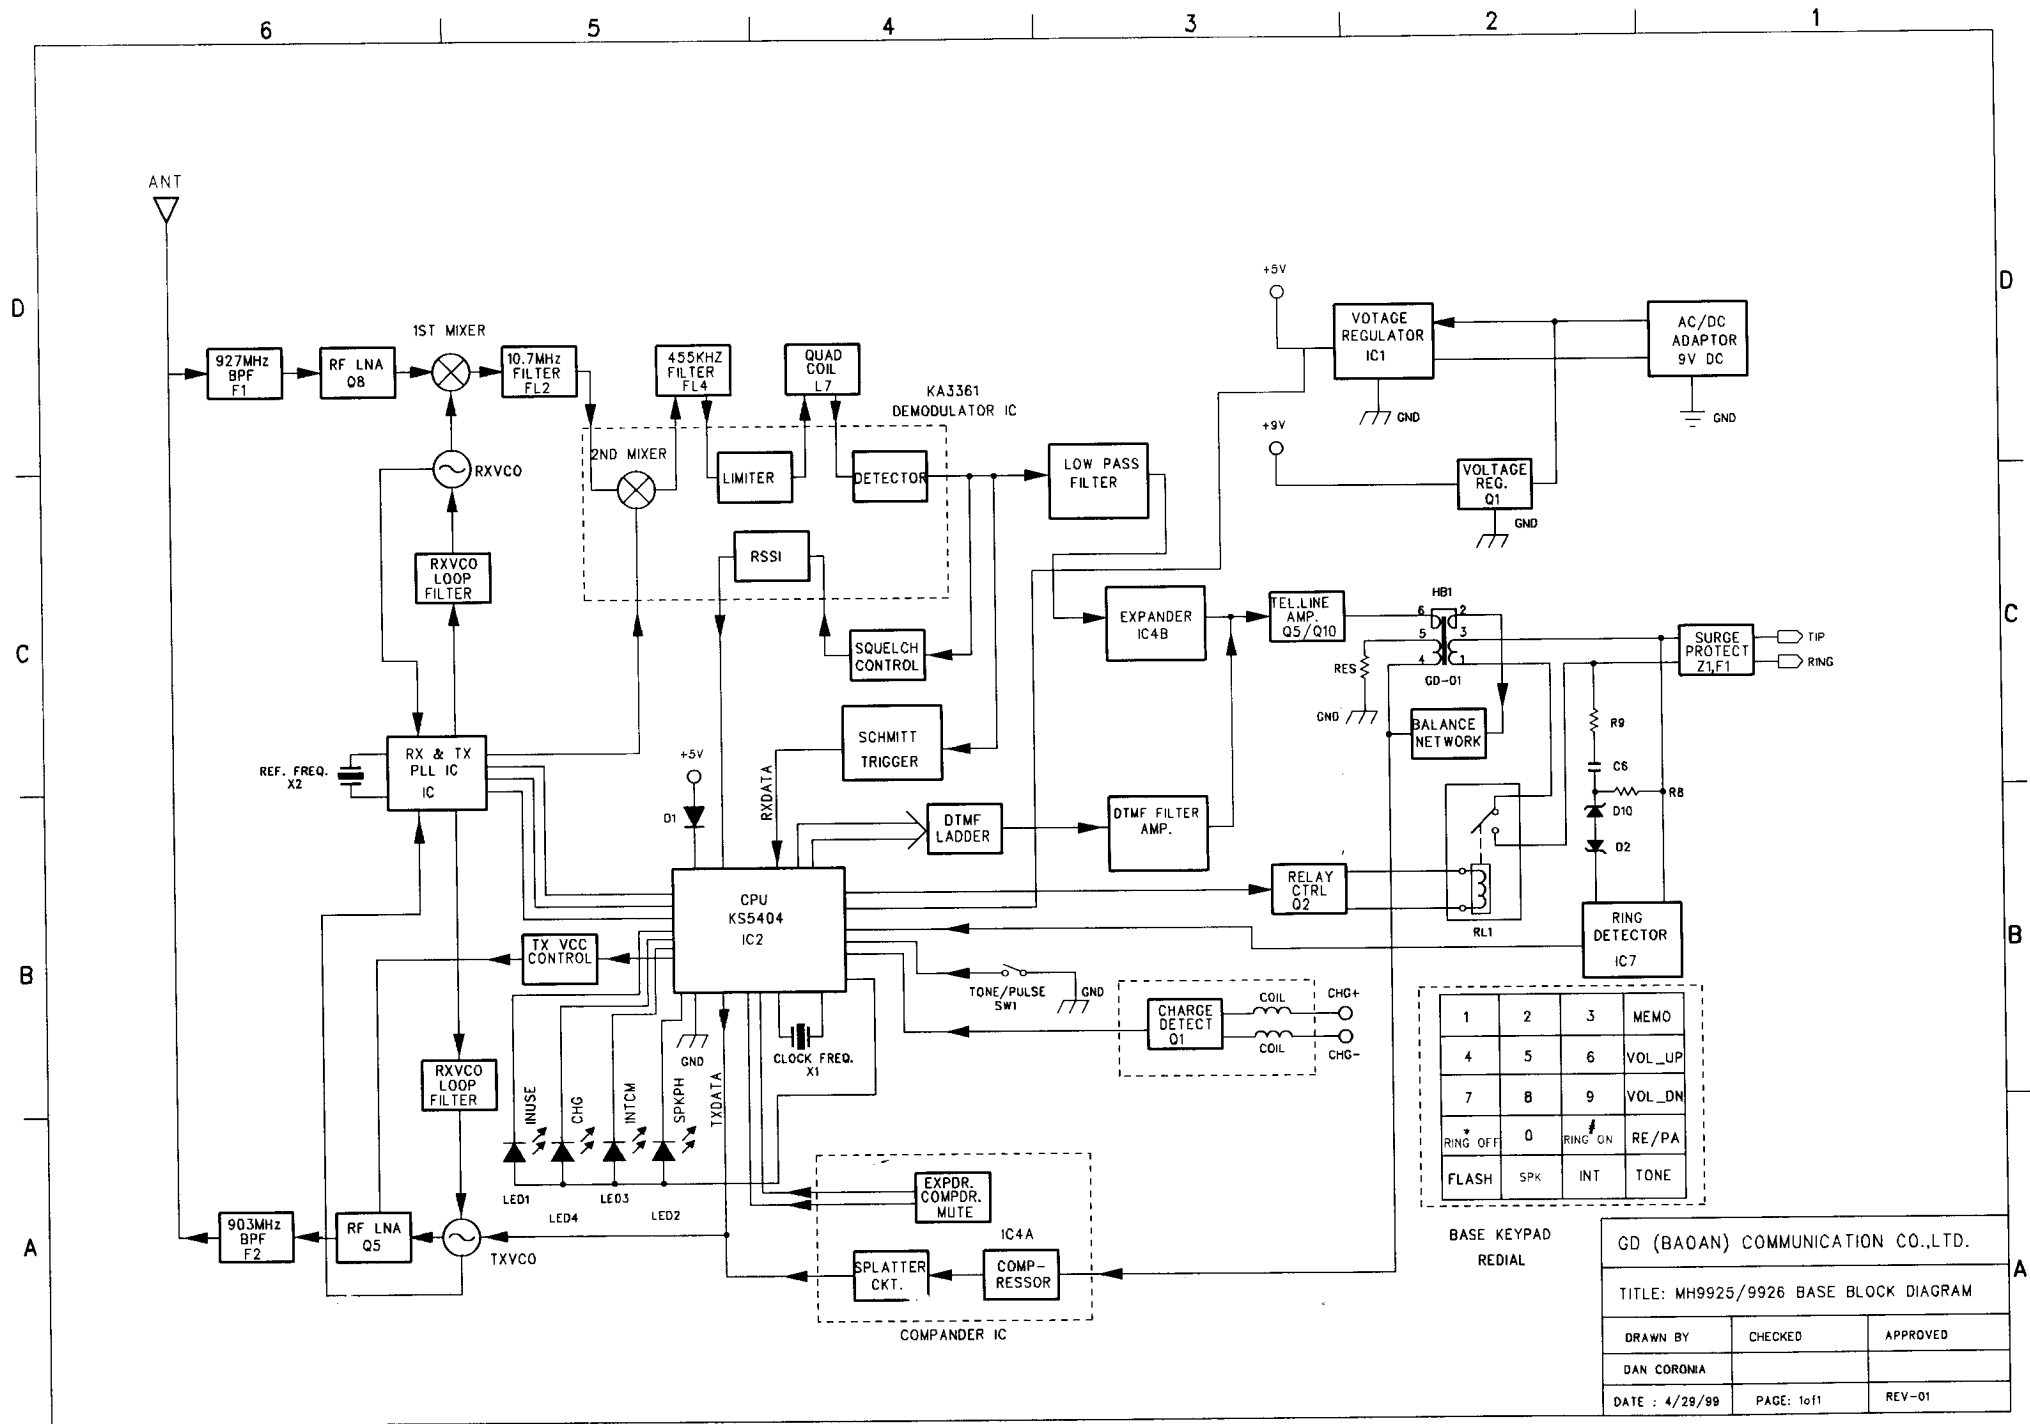 6 5 4 3 2 1
ANT
D
D
+5V
VOTAGE
REGULATOR
IC1
AC/DC
ADAPTOR
9V DC
GND
GND
1ST MIXER
927MHz
BPF
F1
RF LNA
Q8
10.7MHz
FILTER
FL2
455KHZ
FILTER
FL4
QUAD
COIL
L7
KA3361
DEMODULATOR IC
+9V
VOLTAGE
REG.
Q1
GND
RXVCO
2ND MIXER
LIMITER
DETECTOR
LOW PASS
FILTER
RXVCO
LOOP
FILTER
RSSI
C
C
EXPANDER
IC4B
TEL.LINE
AMP.
Q5/Q10
HB1
6 2
5 3
4 1
GD-01
RES
GND
SURGE
PROTECT
Z1,F1
TIP
RING
SQUELCH
CONTROL
BALANCE
NETWORK
R9
C6
R8
D10
D2
RX & TX
PLL IC
IC
REF. FREQ.
X2
SCHMITT
TRIGGER
+5V
D1
RXDATA
DTMF
LADDER
DTMF FILTER
AMP.
RELAY
CTRL
Q2
RL1
RING
DETECTOR
IC7
CPU
KS5404
IC2
B
B
TX VCC
CONTROL
TONE/PULSE
SW1
GND
CHARGE
DETECT
Q1
COIL
COIL
CHG+
CHG-
GND
CLOCK FREQ.
X1
RXVCO
LOOP
FILTER
INUSE
CHG
INTCM
SPKPH
TXDATA
LED1
LED4
LED3
LED2
1 2 3 MEMO
4 5 6 VOL_UP
7 8 9 VOL_DN
* RING OFF 0 # RING ON RE/PA
FLASH SPK INT TONE
BASE KEYPAD
REDIAL
A
A
903MHz
BPF
F2
RF LNA
Q5
TXVCO
EXPDR.
COMPDR.
MUTE
IC4A
SPLATTER
CKT.
COMP-
RESSOR
COMPANDER IC
GD (BAOAN) COMMUNICATION CO.,LTD.
TITLE: MH9925/9926 BASE BLOCK DIAGRAM
DRAWN BY CHECKED APPROVED
DAN CORONIA
DATE : 4/29/99 PAGE: 1of1 REV-01